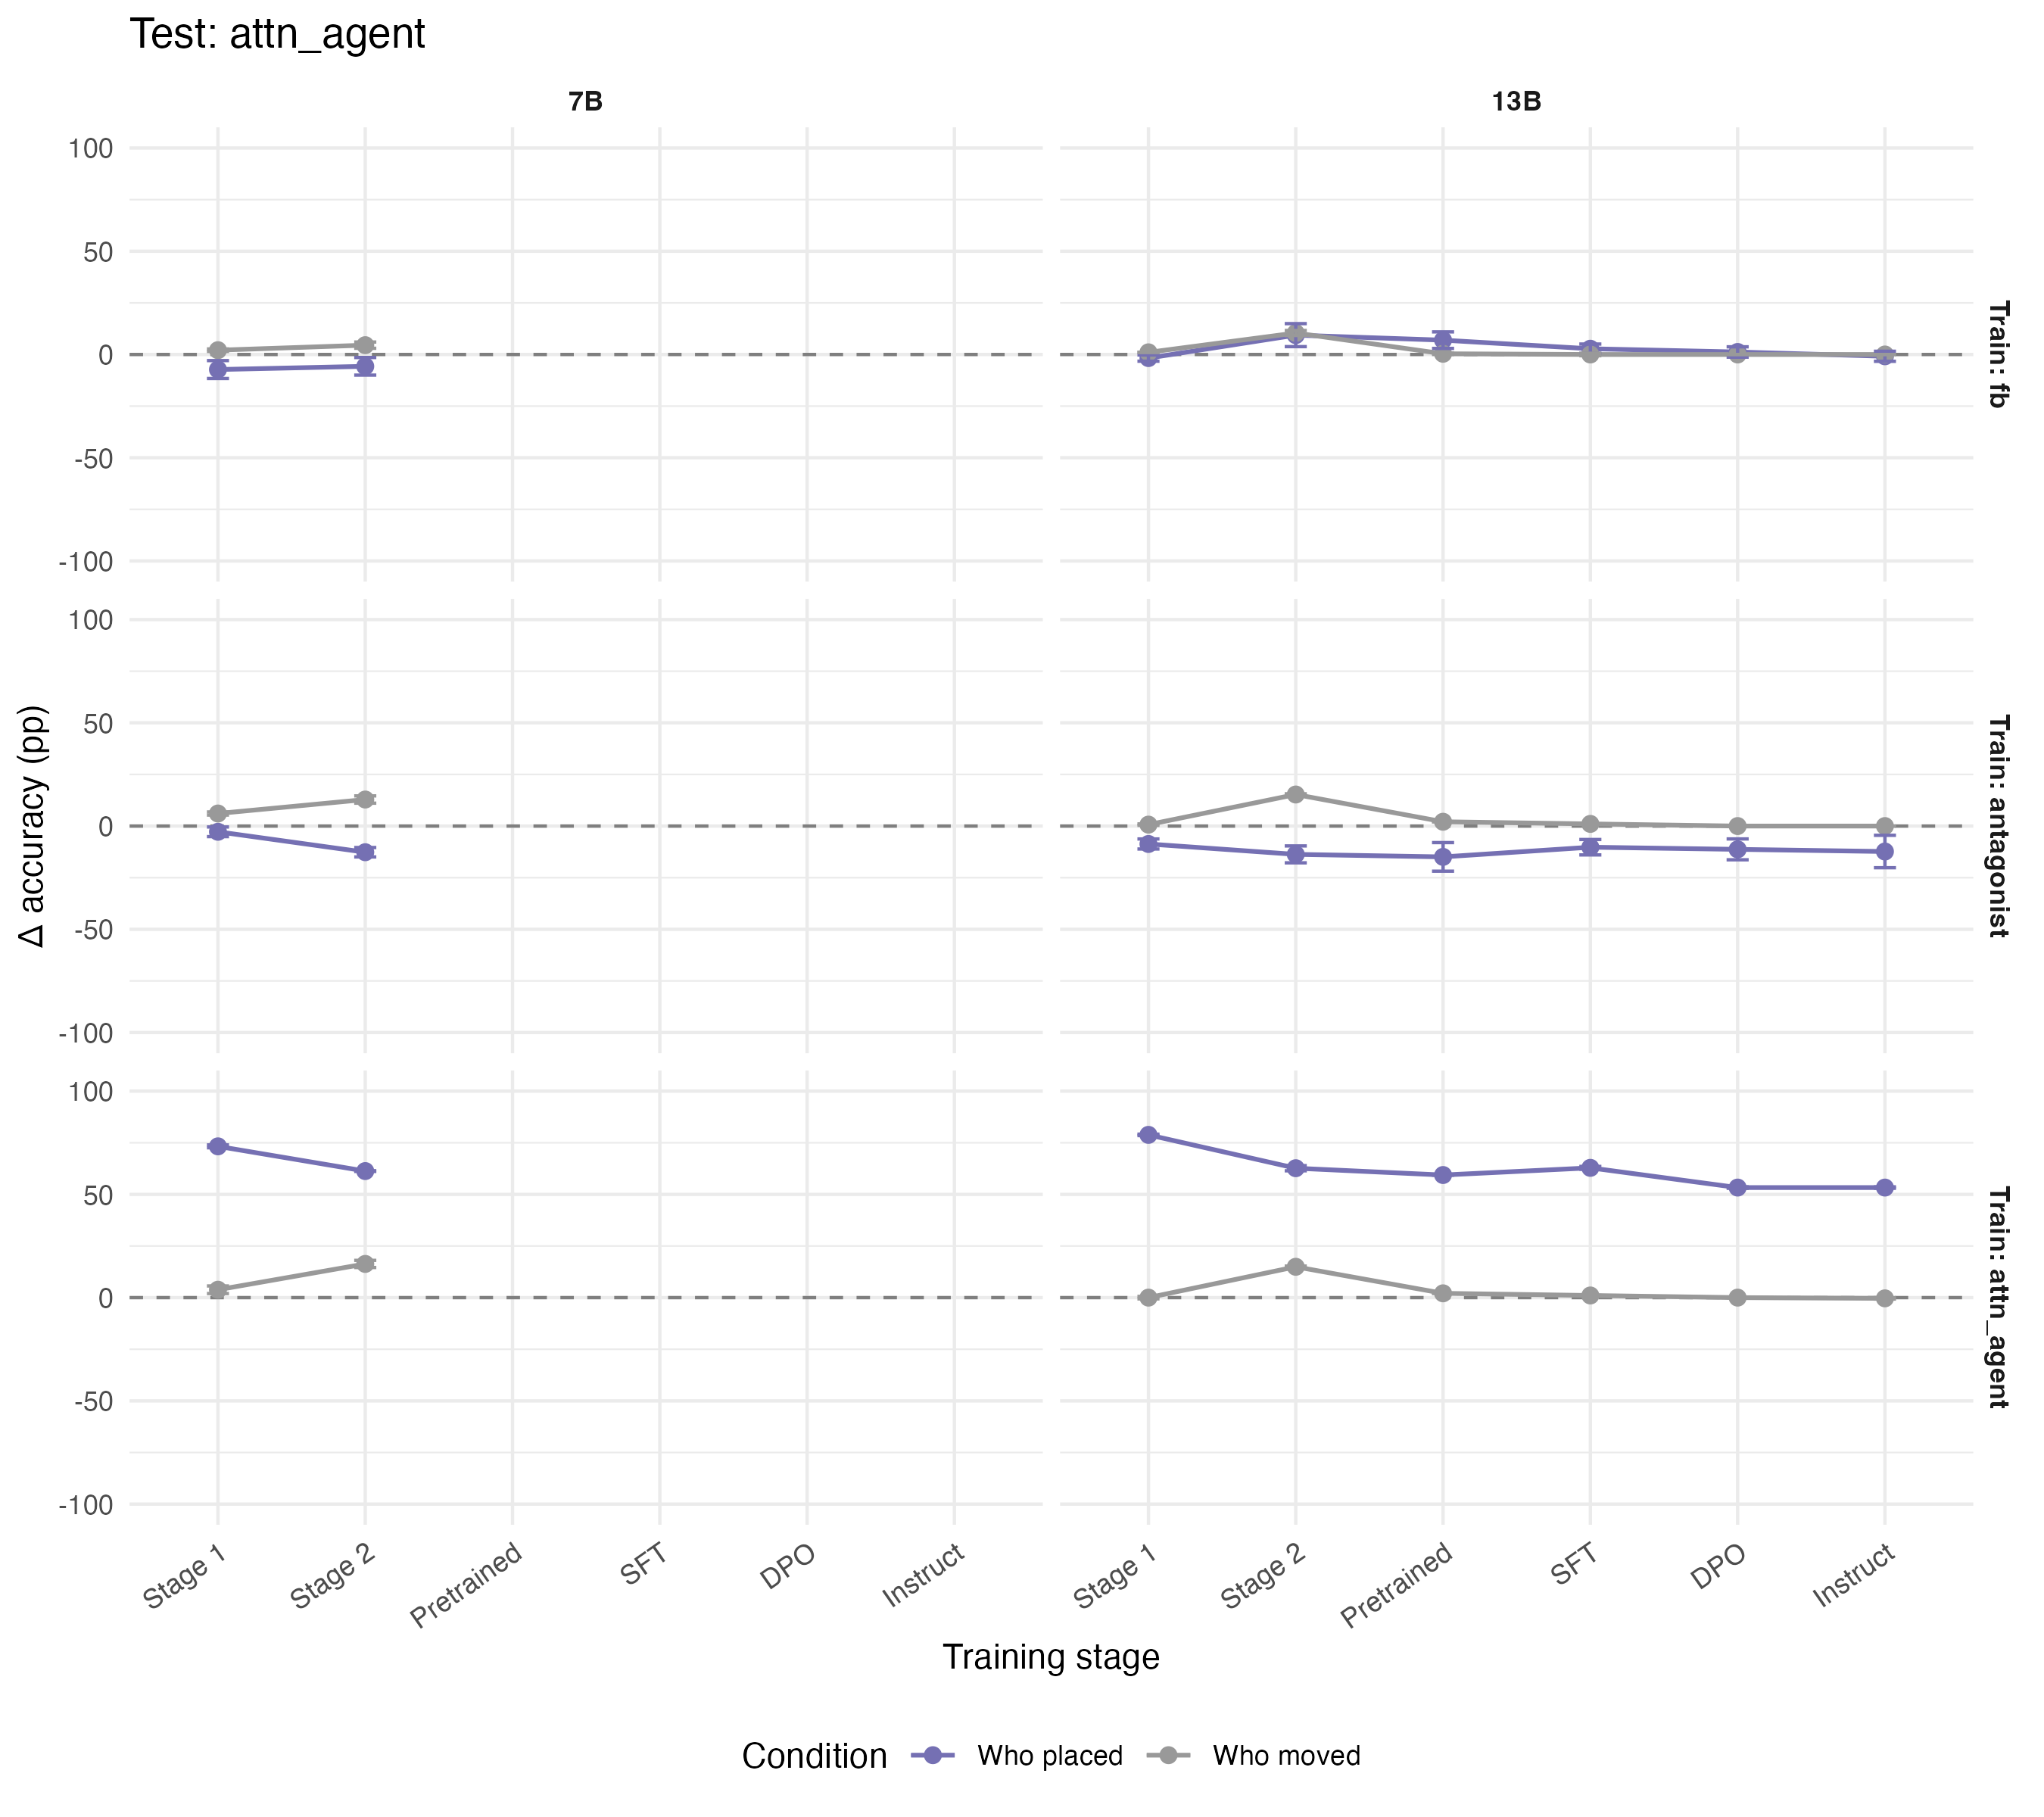 Test: attn_agent
7B
13B
100
50
0
-50
-100
Train: fb
100
50
0
-50
-100
Train: antagonist
100
50
0
-50
-100
Train: attn_agent
Δ accuracy (pp)
Stage 1
Stage 2
Pretrained
SFT
DPO
Instruct
Stage 1
Stage 2
Pretrained
SFT
DPO
Instruct
Training stage
Condition Who placed Who moved